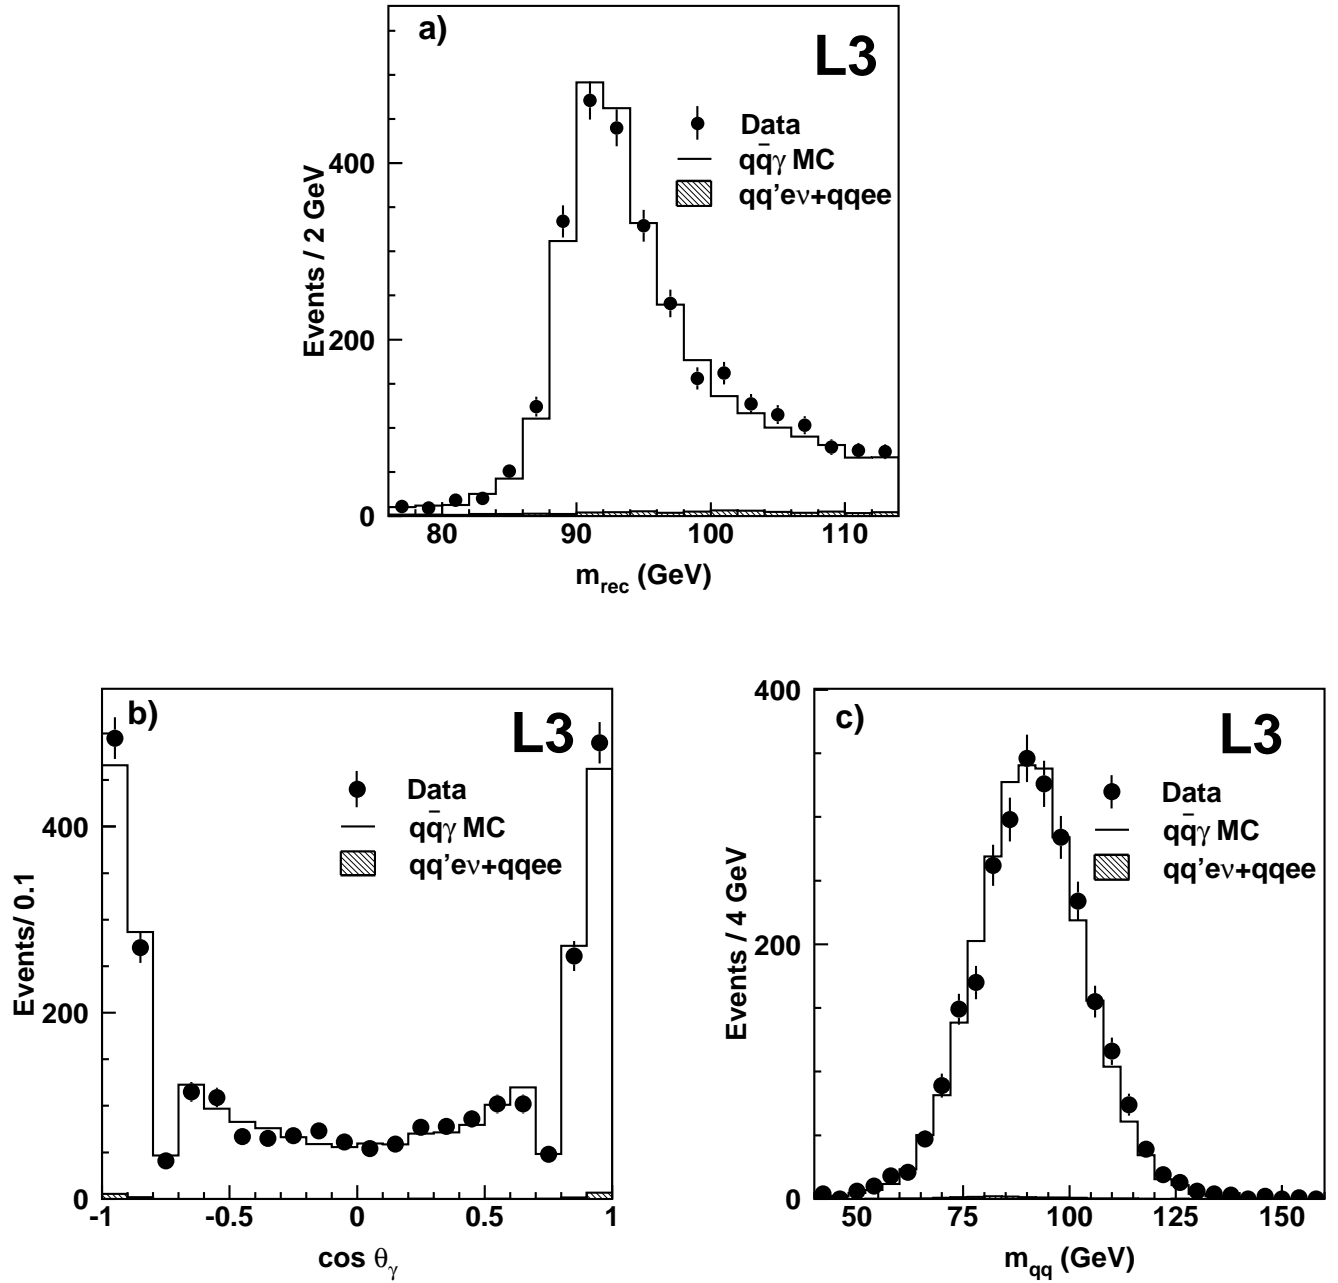 a)
L3
Data
qq̄γ MC
qq'eν+qqee
Events / 2 GeV
400
200
0
80 90 100 110
m_rec (GeV)
b)
L3
Data
qq̄γ MC
qq'eν+qqee
Events/ 0.1
400
200
0
-1 -0.5 0 0.5 1
cos θ_γ
c)
L3
Data
qq̄γ MC
qq'eν+qqee
Events / 4 GeV
400
200
0
50 75 100 125 150
m_qq (GeV)